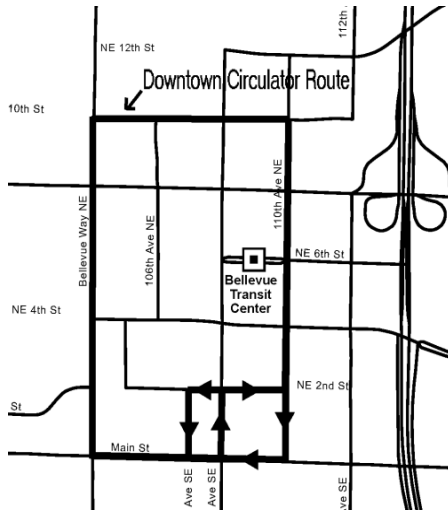 112th A
NE 12th St
Downtown Circulator Route
10th St
Bellevue Way NE
106th Ave NE
110th Ave NE
NE 6th St
Bellevue
Transit
Center
NE 4th St
NE 2nd St
St
Main St
Ave SE
Ave SE
ve SE